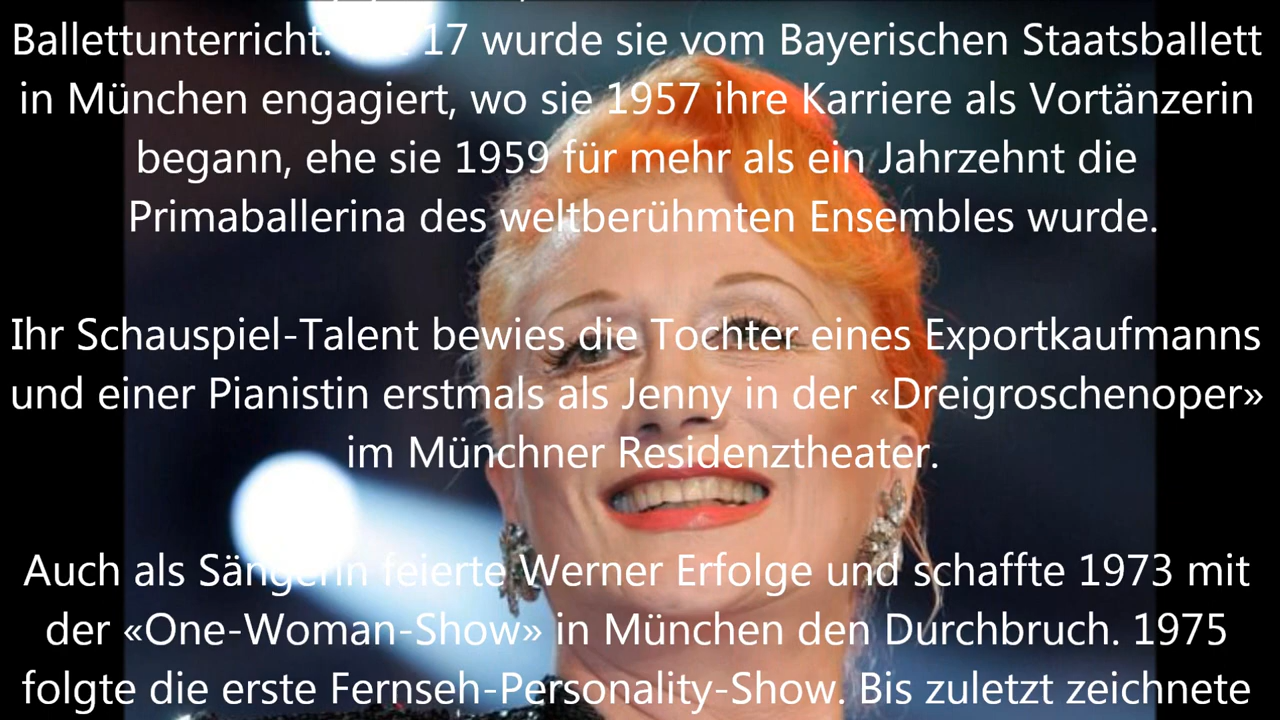 Ballettunterricht. 17 wurde sie vom Bayerischen Staatsballett
in München engagiert, wo sie 1957 ihre Karriere als Vortänzerin
begann, ehe sie 1959 für mehr als ein Jahrzehnt die
Primaballerina des weltberühmten Ensembles wurde.
Ihr Schauspiel-Talent bewies die Tochter eines Exportkaufmanns
und einer Pianistin erstmals als Jenny in der «Dreigroschenoper»
im Münchner Residenztheater.
Auch als Sängerin feierte Werner Erfolge und schaffte 1973 mit
der «One-Woman-Show» in München den Durchbruch. 1975
folgte die erste Fernseh-Personality-Show. Bis zuletzt zeichnete